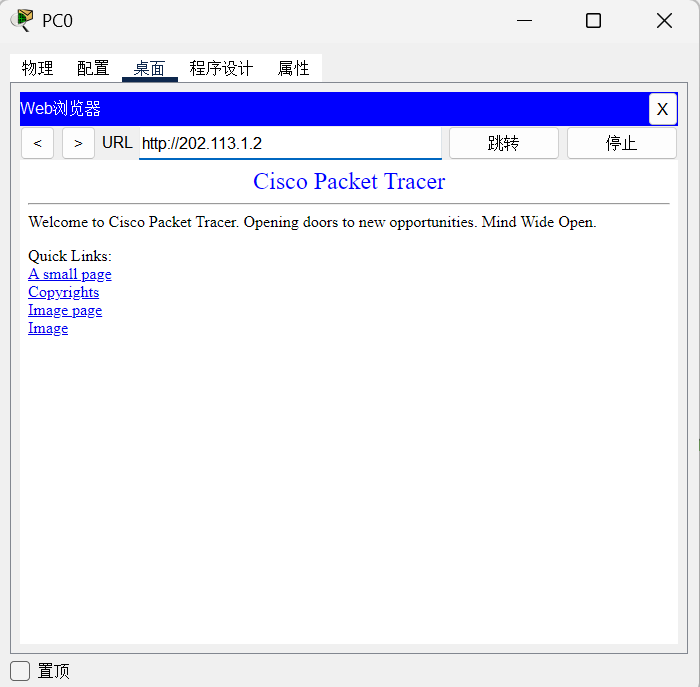 PC0
物理 配置 桌面 程序设计 属性
Web浏览器 X
< > URL http://202.113.1.2 跳转 停止
Cisco Packet Tracer
Welcome to Cisco Packet Tracer. Opening doors to new opportunities. Mind Wide Open.
Quick Links:
A small page
Copyrights
Image page
Image
置顶